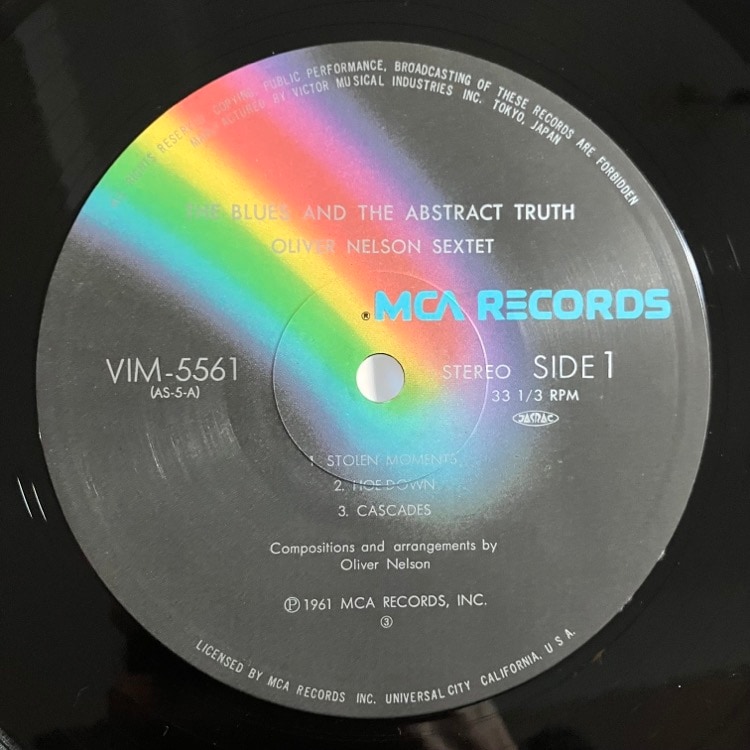 ALL RIGHTS RESERVED. COPYING, PUBLIC PERFORMANCE, BROADCASTING OF THESE RECORDS ARE FORBIDDEN
MANUFACTURED BY VICTOR MUSICAL INDUSTRIES INC. TOKYO, JAPAN
THE BLUES AND THE ABSTRACT TRUTH
OLIVER NELSON SEXTET
® MCA RECORDS
VIM-5561
(AS-5-A)
STEREO SIDE 1
33 1/3 RPM
JASRAC
1. STOLEN MOMENTS
2. HOE-DOWN
3. CASCADES
Compositions and arrangements by
Oliver Nelson
Ⓟ 1961 MCA RECORDS, INC.
③
LICENSED BY MCA RECORDS INC. UNIVERSAL CITY CALIFORNIA, U S A.